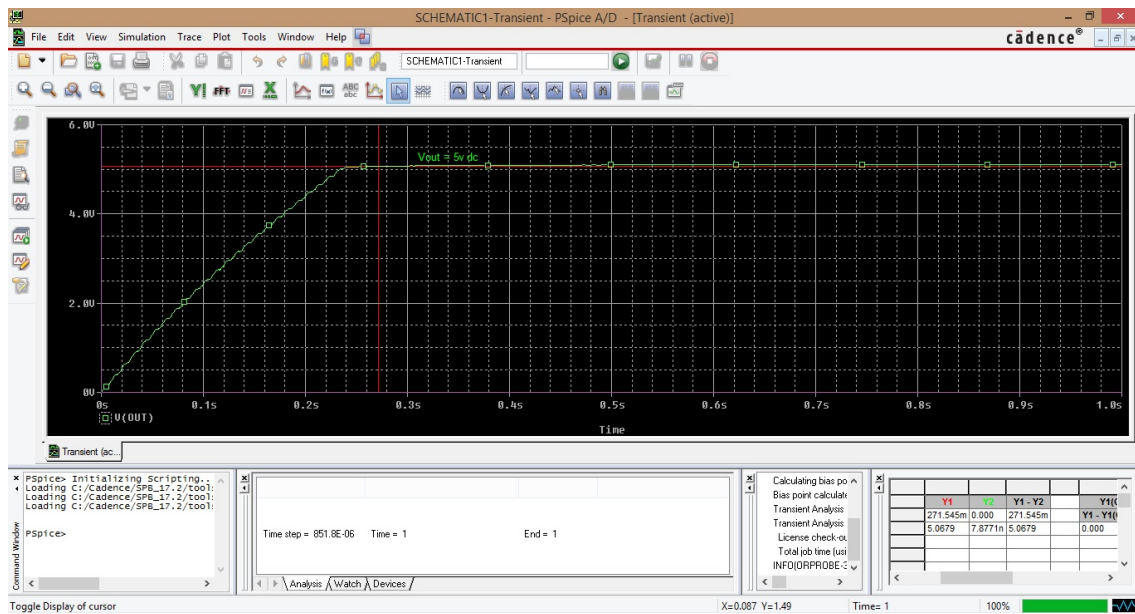 SCHEMATIC1-Transient - PSpice A/D - [Transient (active)]
File Edit View Simulation Trace Plot Tools Window Help
cādence®
SCHEMATIC1-Transient
6.0V
Vout = 5v dc
4.0V
2.0V
0V
0s 0.1s 0.2s 0.3s 0.4s 0.5s 0.6s 0.7s 0.8s 0.9s 1.0s
V(OUT)
Time
Transient (ac...
PSpice> Initializing Scripting..
Loading C:/Cadence/SPB_17.2/tool:
Loading C:/Cadence/SPB_17.2/tool:
Loading C:/Cadence/SPB_17.2/tool:
PSpice>
Command Window
Time step = 851.8E-06 Time = 1 End = 1
Analysis Watch Devices
Calculating bias po
Bias point calculate
Transient Analysis
Transient Analysis
License check-ou
Total job time (usi
INFO(ORPROBE-3
Y1 Y2 Y1 - Y2 Y1(
271.545m 0.000 271.545m Y1 - Y1(
5.0679 7.8771n 5.0679 0.000
Toggle Display of cursor
X=0.087 Y=1.49 Time= 1 100%